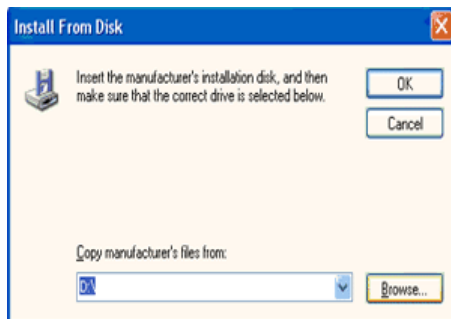 Install From Disk
Insert the manufacturer's installation disk, and then
make sure that the correct drive is selected below.
OK
Cancel
Copy manufacturer's files from:
D:\
Browse...